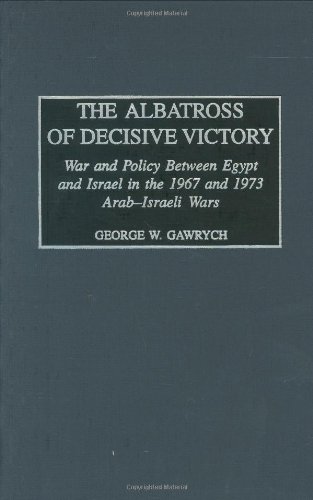 THE ALBATROSS
OF DECISIVE VICTORY
War and Policy Between Egypt
and Israel in the 1967 and 1973
Arab–Israeli Wars
GEORGE W. GAWRYCH